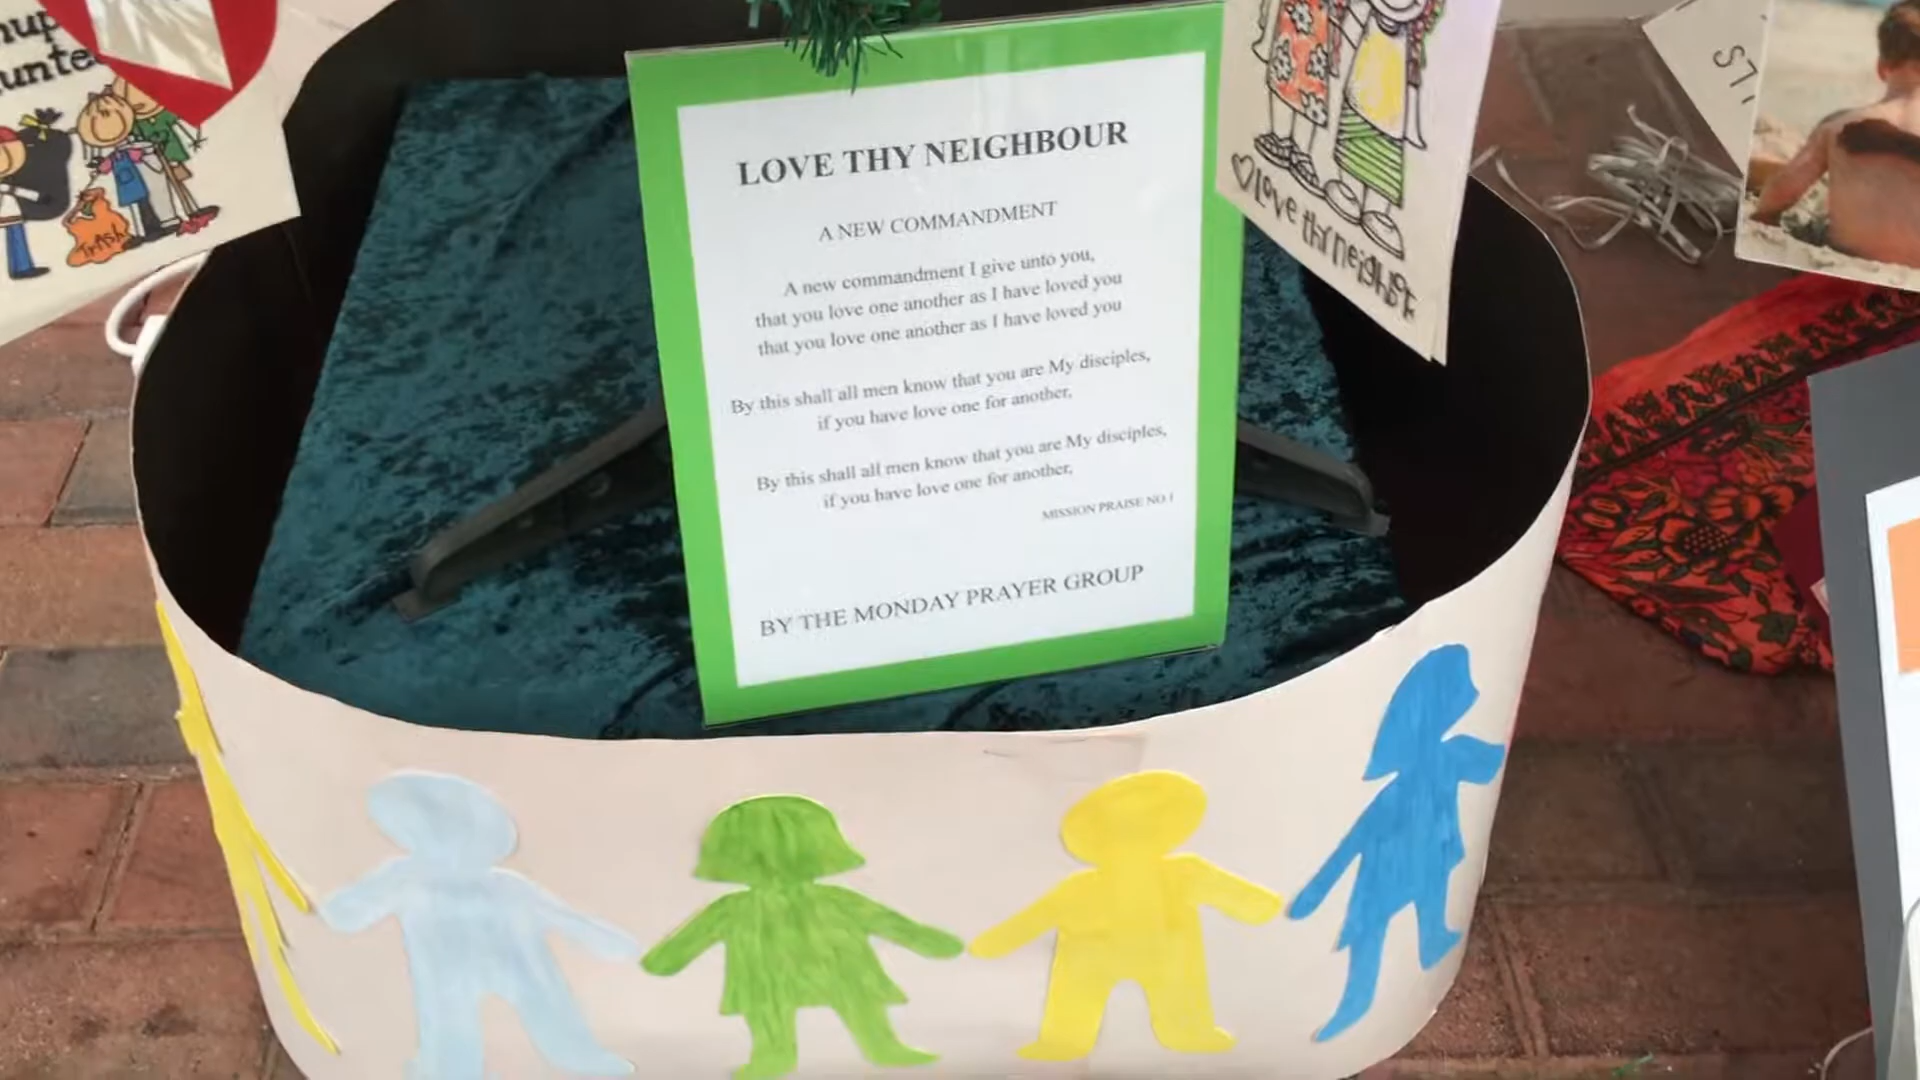 LOVE THY NEIGHBOUR
A NEW COMMANDMENT
A new commandment I give unto you,
that you love one another as I have loved you
that you love one another as I have loved you
By this shall all men know that you are My disciples,
if you have love one for another,
By this shall all men know that you are My disciples,
if you have love one for another,
MISSION PRAISE NO 1
BY THE MONDAY PRAYER GROUP
love thy neighbor
TRASH